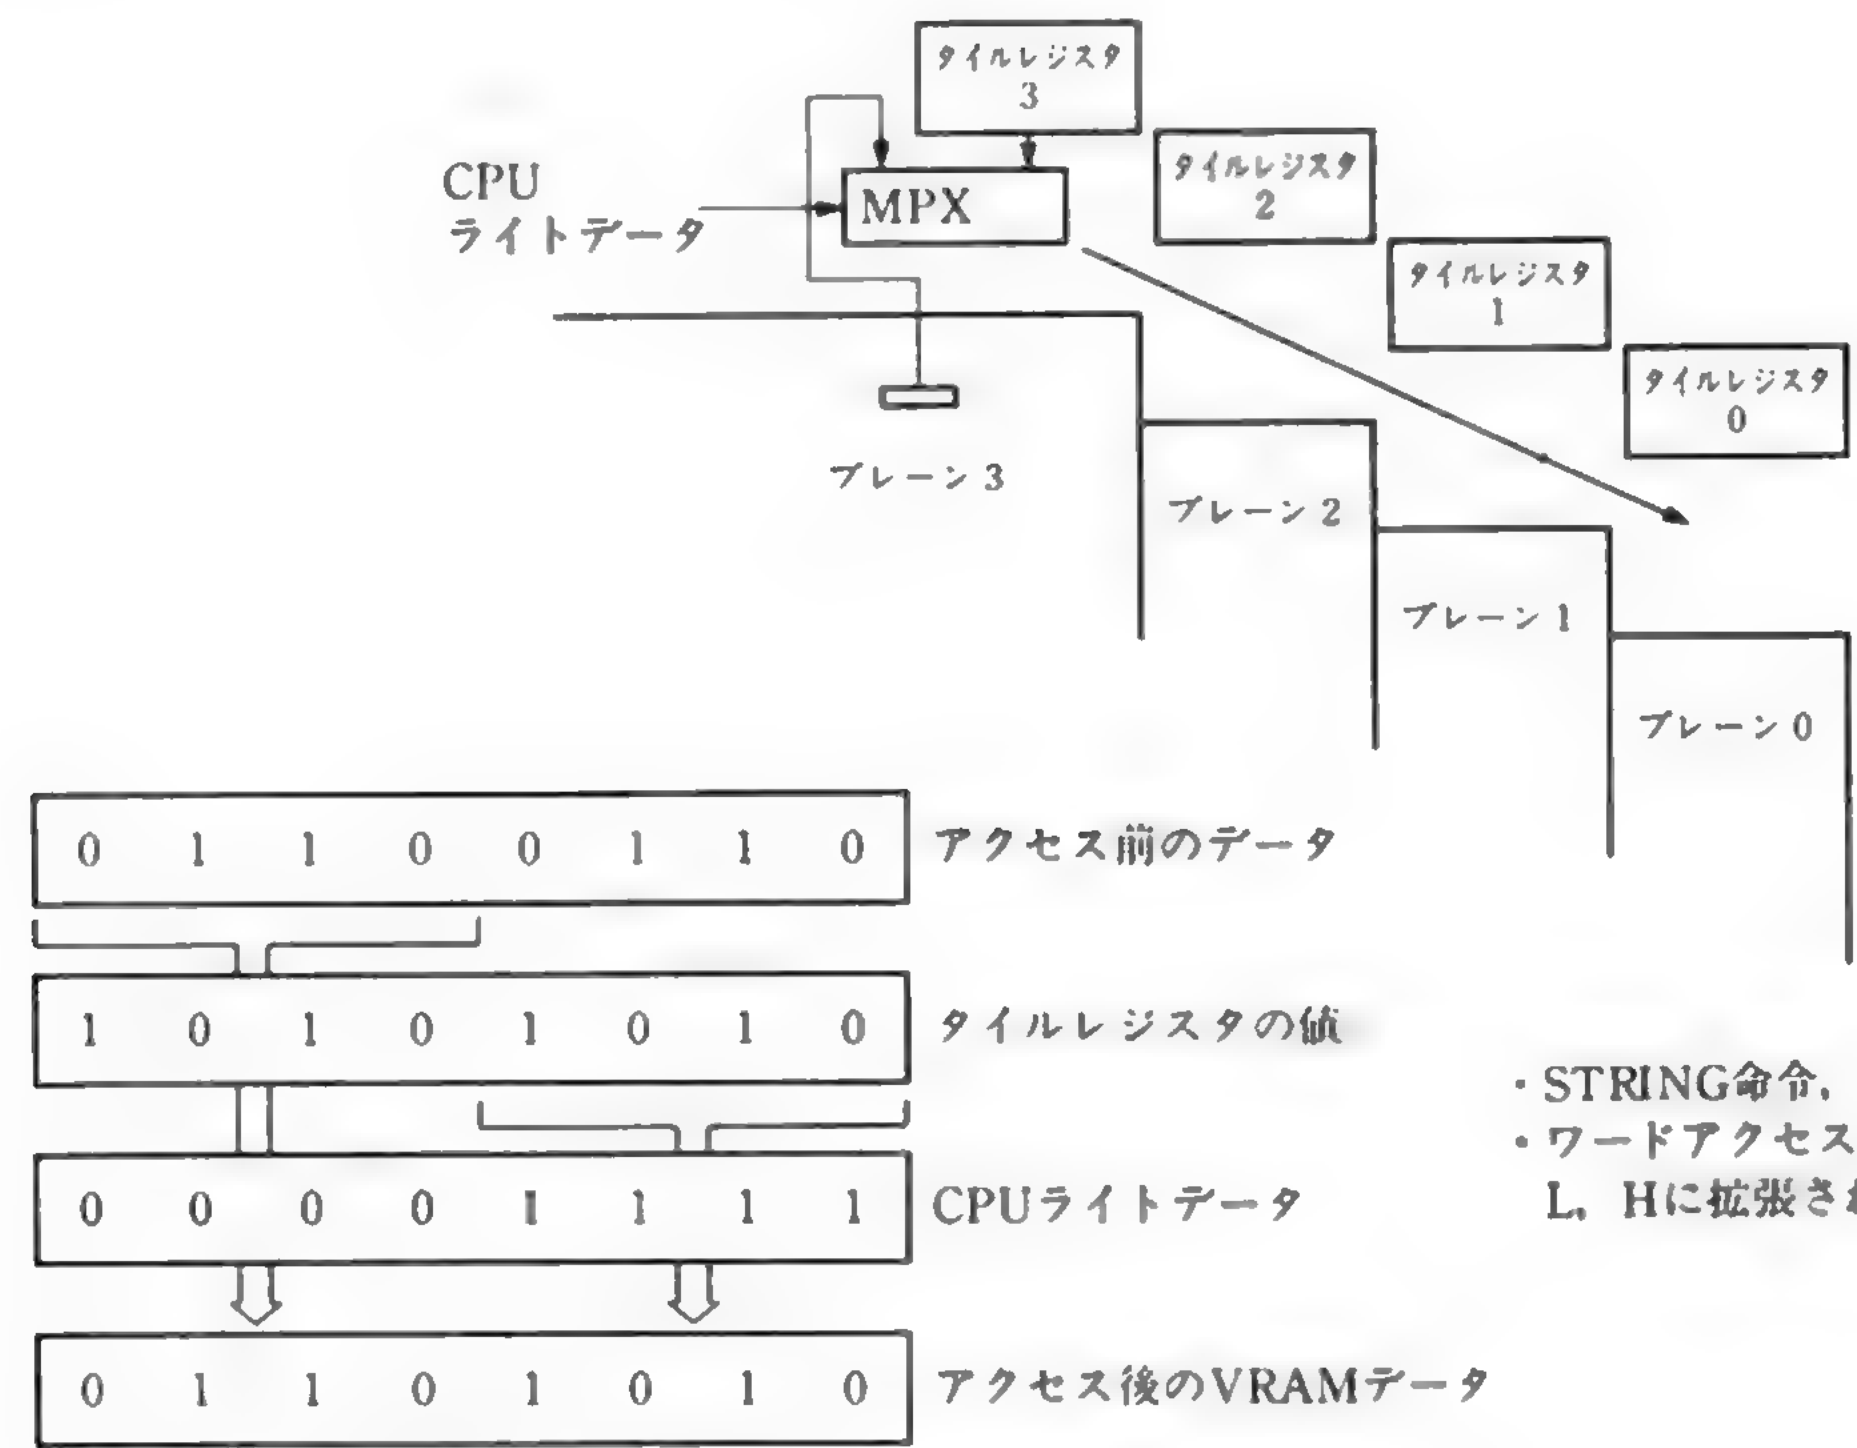 タイルレジスタ
3
CPU
ライトデータ
MPX
タイルレジスタ
2
タイルレジスタ
1
タイルレジスタ
0
プレーン3
プレーン2
プレーン1
プレーン0
0 1 1 0 0 1 1 0 アクセス前のデータ
1 0 1 0 1 0 1 0 タイルレジスタの値
0 0 0 0 1 1 1 1 CPUライトデータ
0 1 1 0 1 0 1 0 アクセス後のVRAMデータ
・STRING命令,
・ワードアクセス
L, Hに拡張され